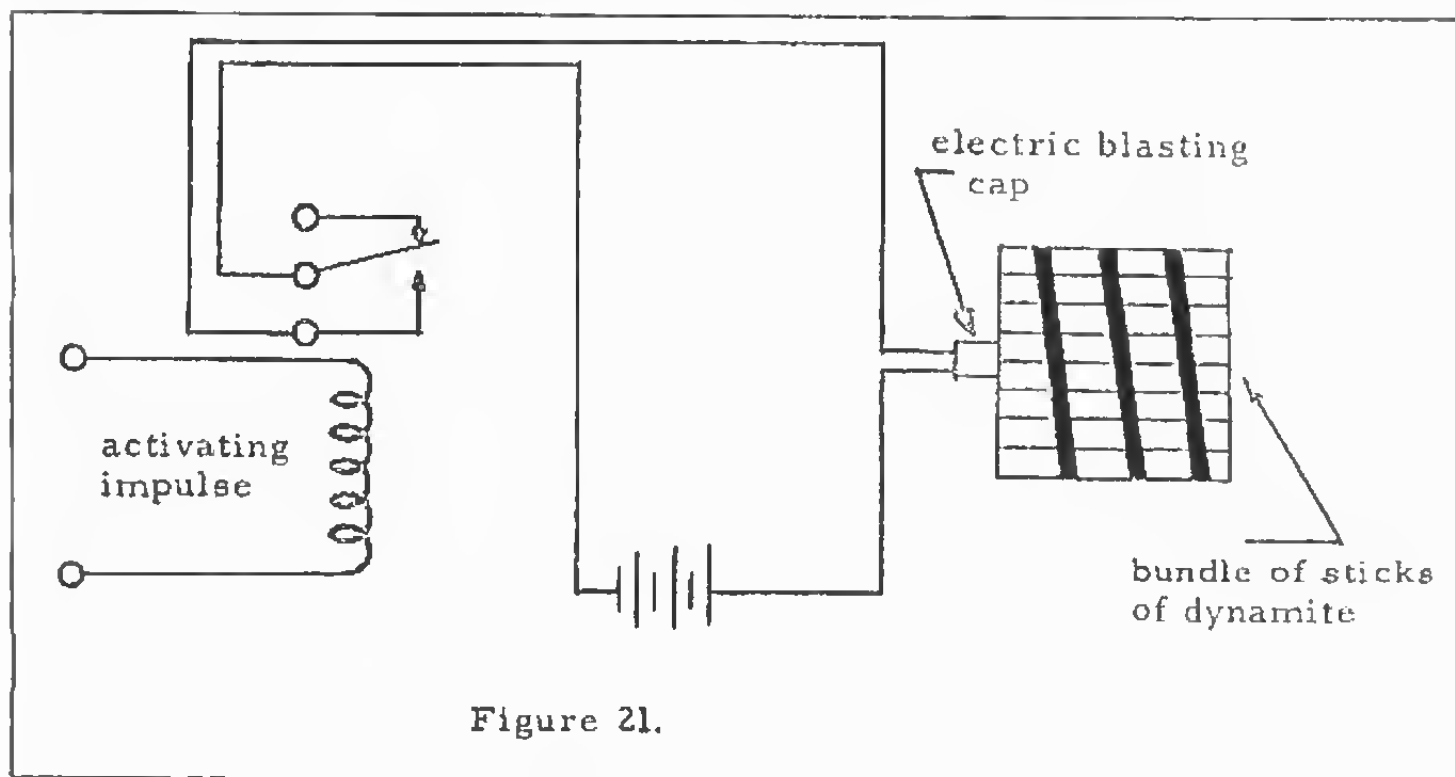 electric blasting
cap
activating
impulse
bundle of sticks
of dynamite
Figure 21.